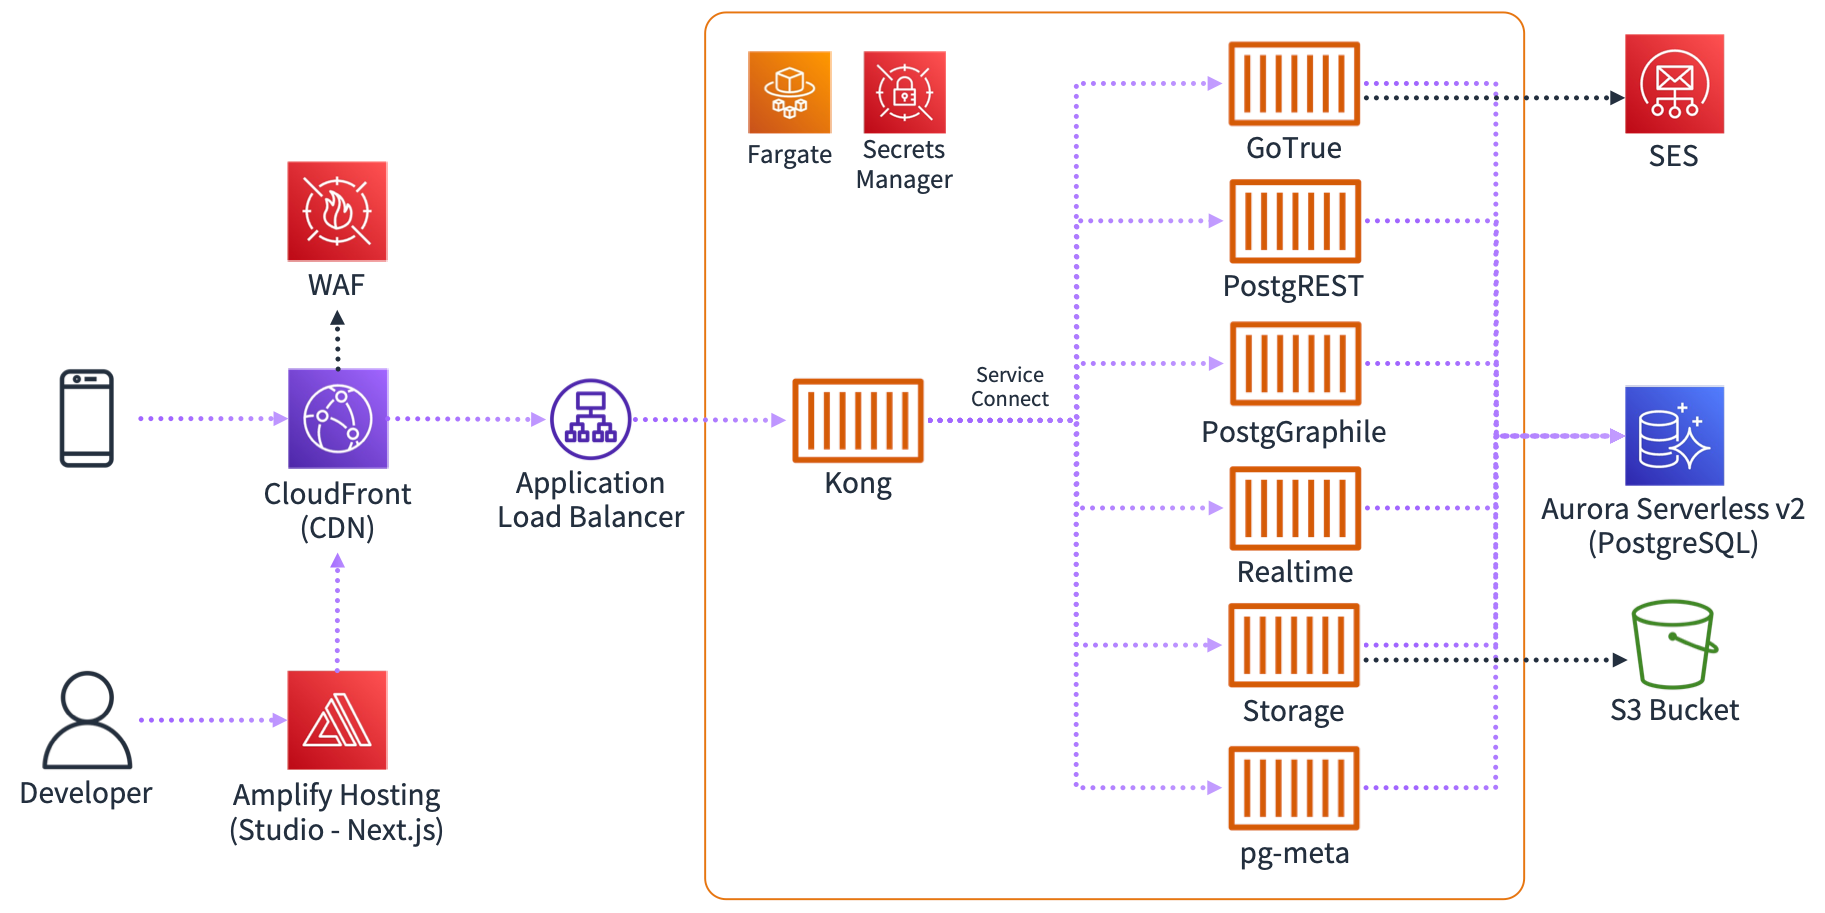 Fargate
Secrets
Manager
GoTrue
SES
WAF
PostgREST
Service
Connect
PostgGraphile
CloudFront
(CDN)
Application
Load Balancer
Kong
Aurora Serverless v2
(PostgreSQL)
Realtime
Storage
S3 Bucket
Developer
Amplify Hosting
(Studio - Next.js)
pg-meta